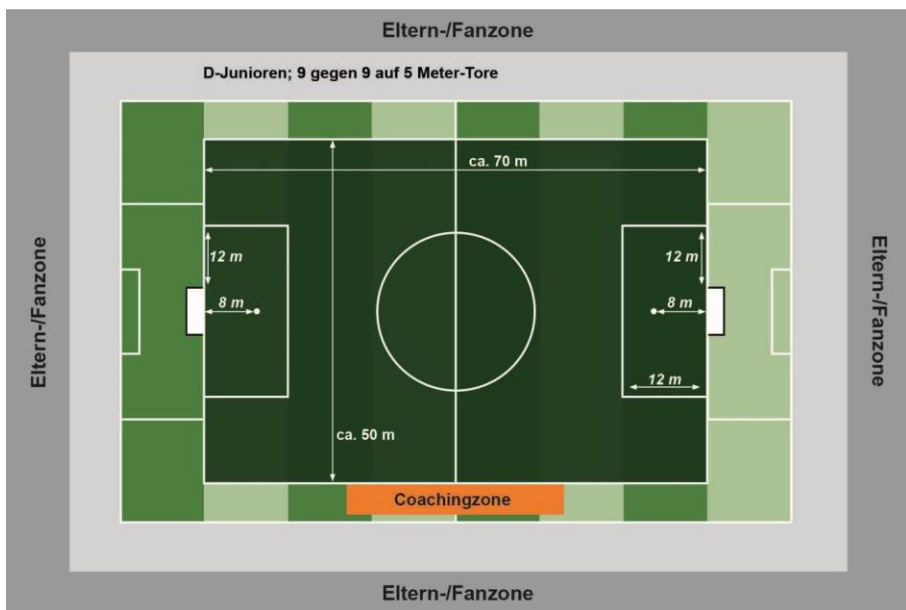 Eltern-/Fanzone
D-Junioren; 9 gegen 9 auf 5 Meter-Tore
ca. 70 m
12 m
12 m
Eltern-/Fanzone
8 m
8 m
Eltern-/Fanzone
12 m
ca. 50 m
Coachingzone
Eltern-/Fanzone